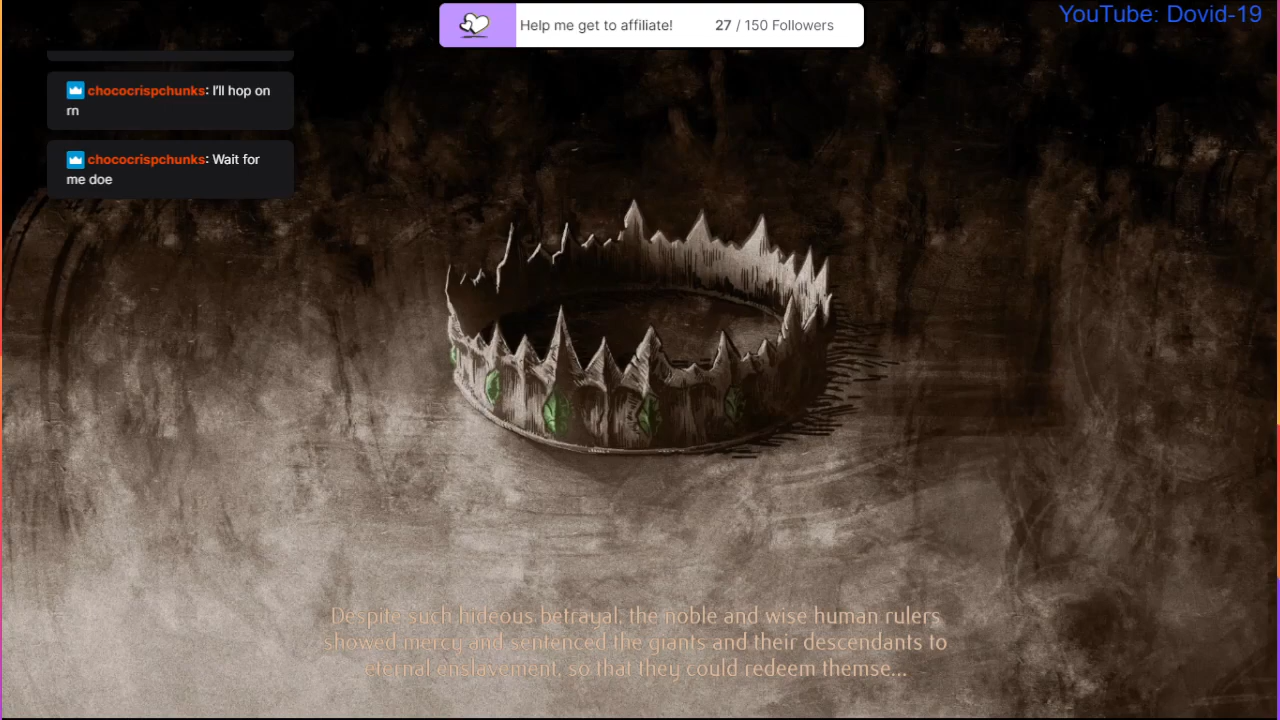 Help me get to affiliate! 27 / 150 Followers
YouTube: Dovid-19
chococrispchunks: I'll hop on
rn
chococrispchunks: Wait for
me doe
Despite such hideous betrayal, the noble and wise human rulers
showed mercy and sentenced the giants and their descendants to
eternal enslavement, so that they could redeem themse...